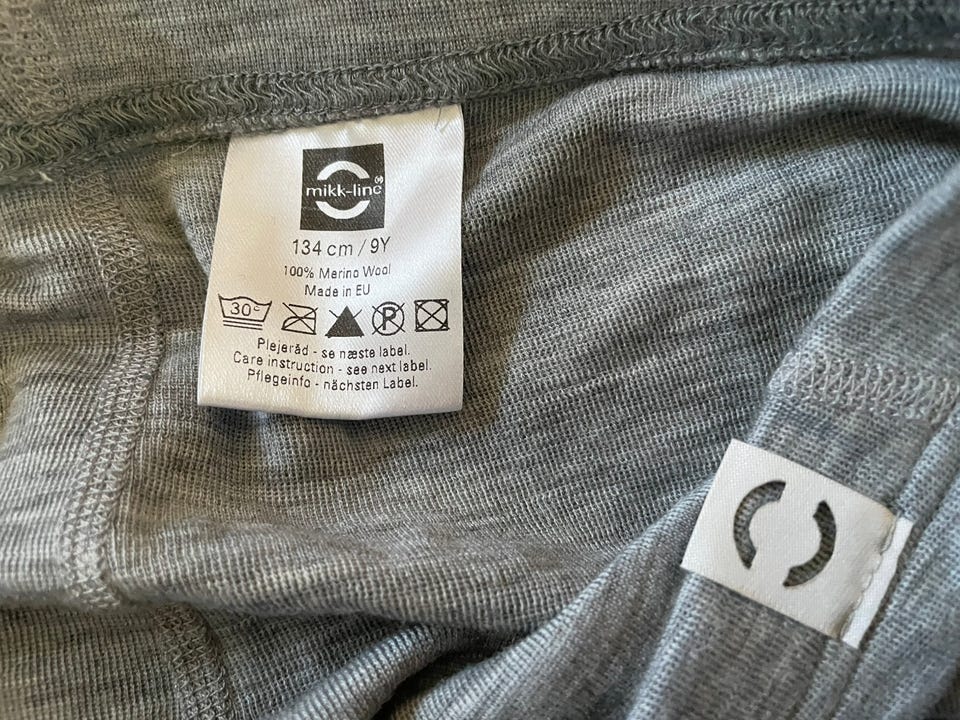 mikk-line
134 cm / 9Y
100% Merino Wool
Made in EU
30° P
Plejeråd - se næste label.
Care instruction - see next label.
Pflegeinfo - nächsten Label.